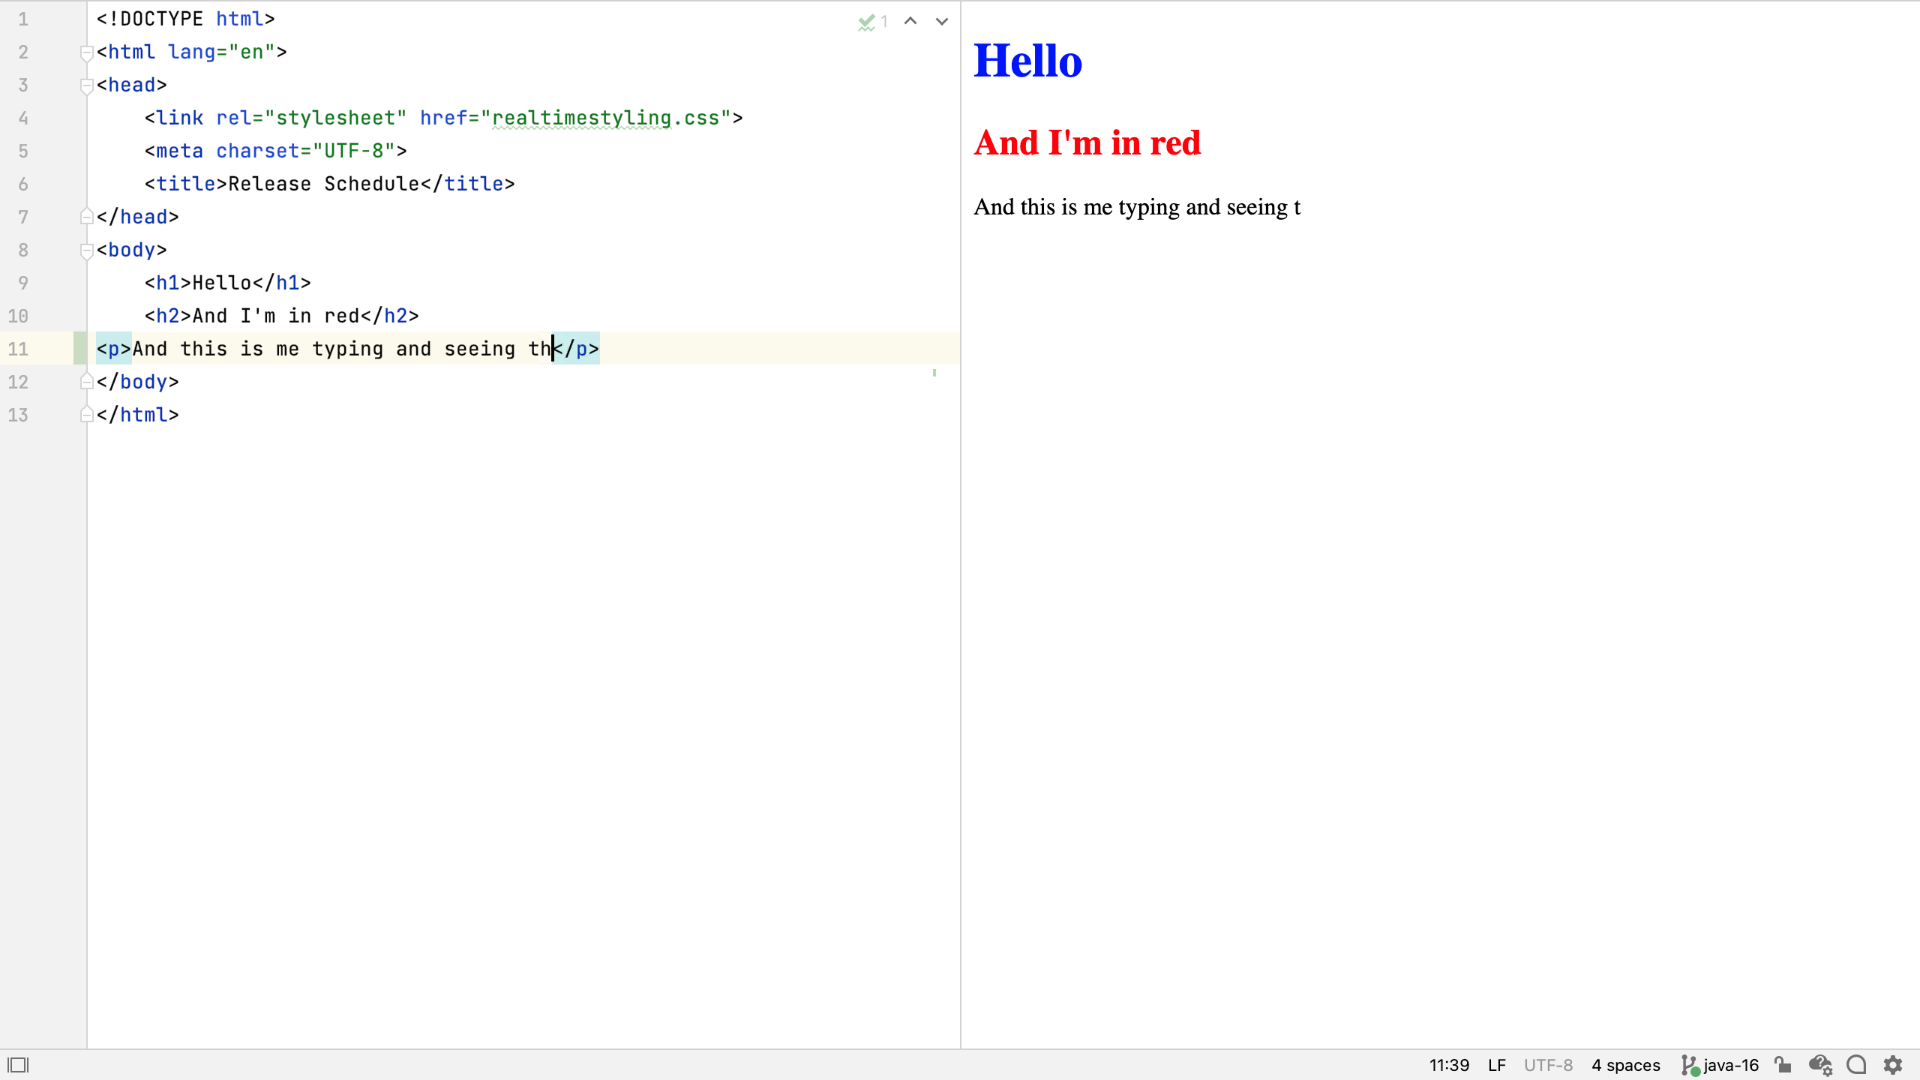 1 <!DOCTYPE html>
2 <html lang="en">
3 <head>
4 <link rel="stylesheet" href="realtimestyling.css">
5 <meta charset="UTF-8">
6 <title>Release Schedule</title>
7 </head>
8 <body>
9 <h1>Hello</h1>
10 <h2>And I'm in red</h2>
11 <p>And this is me typing and seeing th</p>
12 </body>
13 </html>
1
Hello
And I'm in red
And this is me typing and seeing t
11:39 LF UTF-8 4 spaces java-16